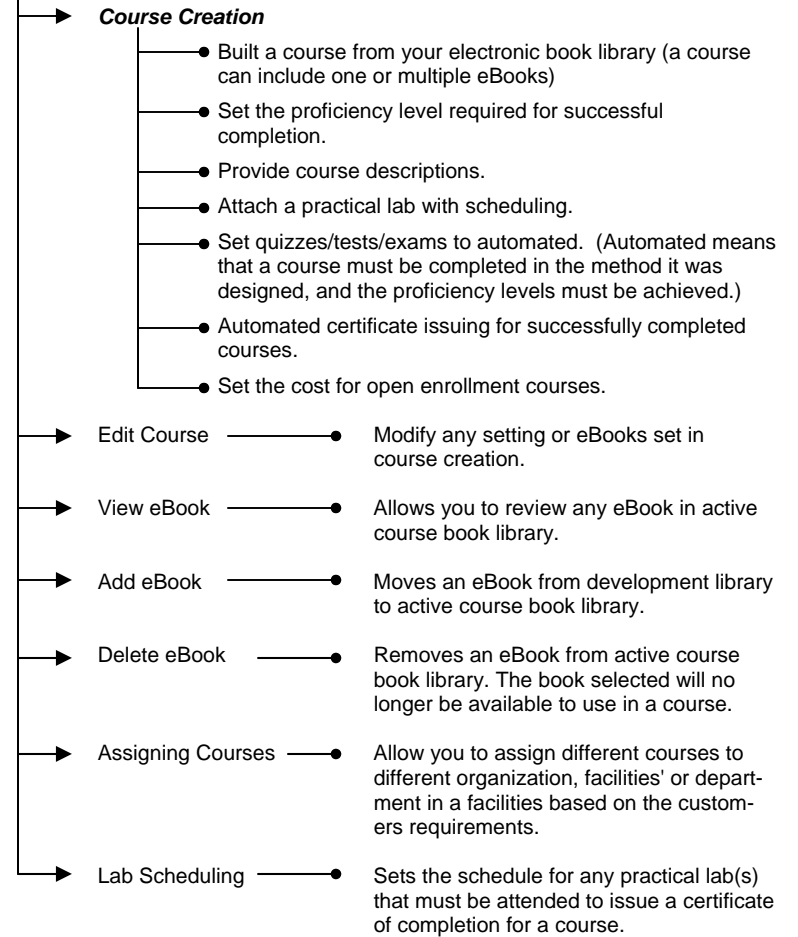 Course Creation
Built a course from your electronic book library (a course
can include one or multiple eBooks)
Set the proficiency level required for successful
completion.
Provide course descriptions.
Attach a practical lab with scheduling.
Set quizzes/tests/exams to automated.  (Automated means
that a course must be completed in the method it was
designed, and the proficiency levels must be achieved.)
Automated certificate issuing for successfully completed
courses.
Set the cost for open enrollment courses.
Edit Course
Modify any setting or eBooks set in
course creation.
View eBook
Allows you to review any eBook in active
course book library.
Add eBook
Moves an eBook from development library
to active course book library.
Delete eBook
Removes an eBook from active course
book library. The book selected will no
longer be available to use in a course.
Assigning Courses
Allow you to assign different courses to
different organization, facilities' or depart-
ment in a facilities based on the custom-
ers requirements.
Lab Scheduling
Sets the schedule for any practical lab(s)
that must be attended to issue a certificate
of completion for a course.